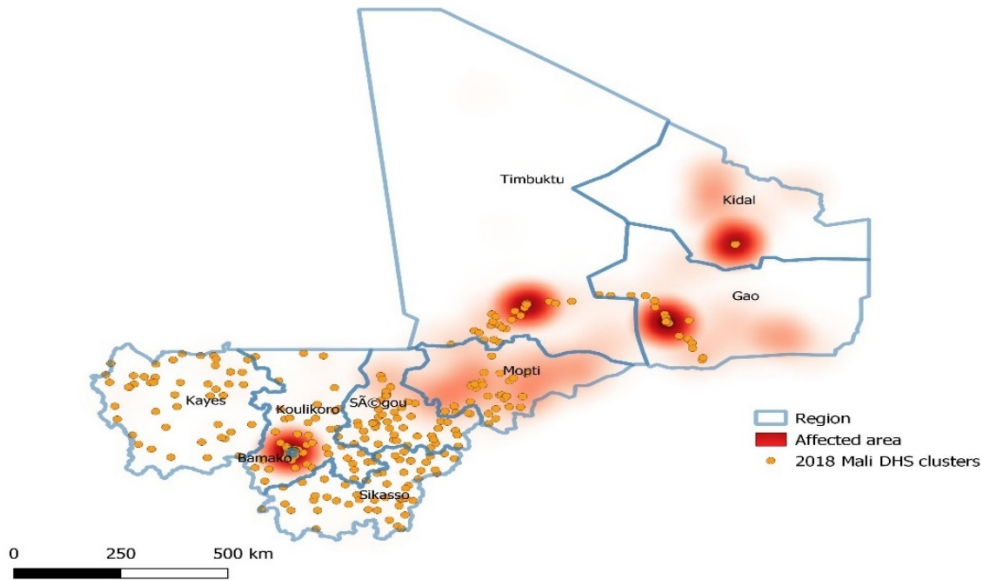 Timbuktu
Kidal
Gao
Mopti
Kayes
Koulikoro
SÃ©gou
Bamako
Sikasso
Region
Affected area
2018 Mali DHS clusters
0 250 500 km